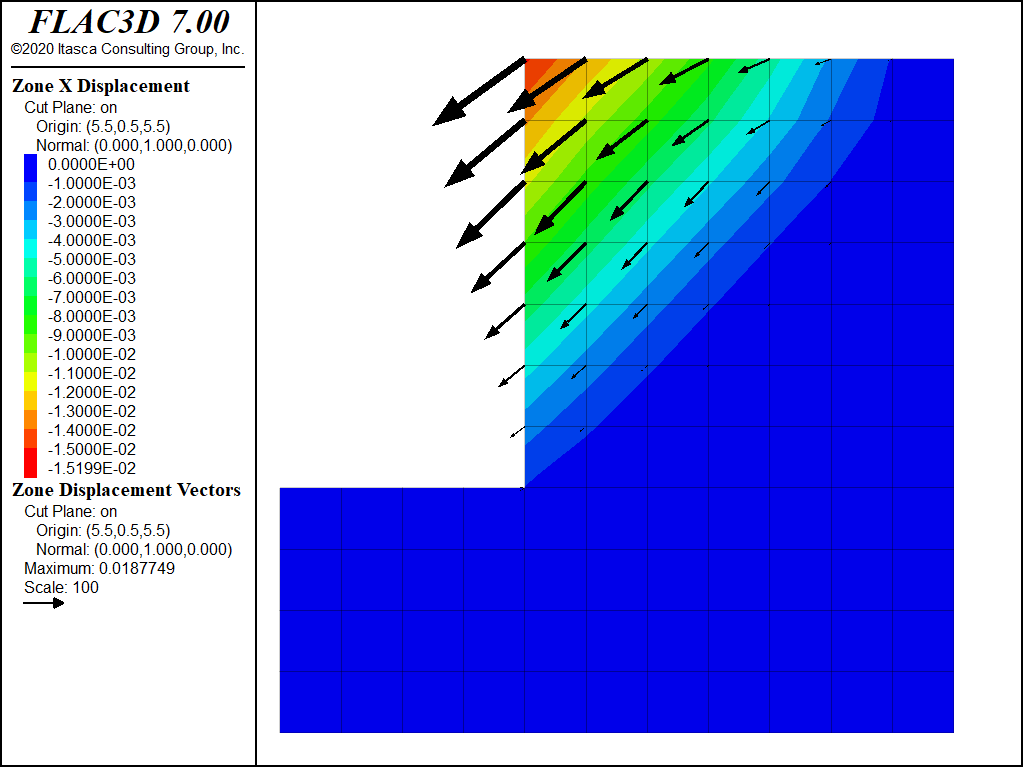 FLAC3D 7.00
©2020 Itasca Consulting Group, Inc.
Zone X Displacement
Cut Plane: on
Origin: (5.5,0.5,5.5)
Normal: (0.000,1.000,0.000)
0.0000E+00
-1.0000E-03
-2.0000E-03
-3.0000E-03
-4.0000E-03
-5.0000E-03
-6.0000E-03
-7.0000E-03
-8.0000E-03
-9.0000E-03
-1.0000E-02
-1.1000E-02
-1.2000E-02
-1.3000E-02
-1.4000E-02
-1.5000E-02
-1.5199E-02
Zone Displacement Vectors
Cut Plane: on
Origin: (5.5,0.5,5.5)
Normal: (0.000,1.000,0.000)
Maximum: 0.0187749
Scale: 100